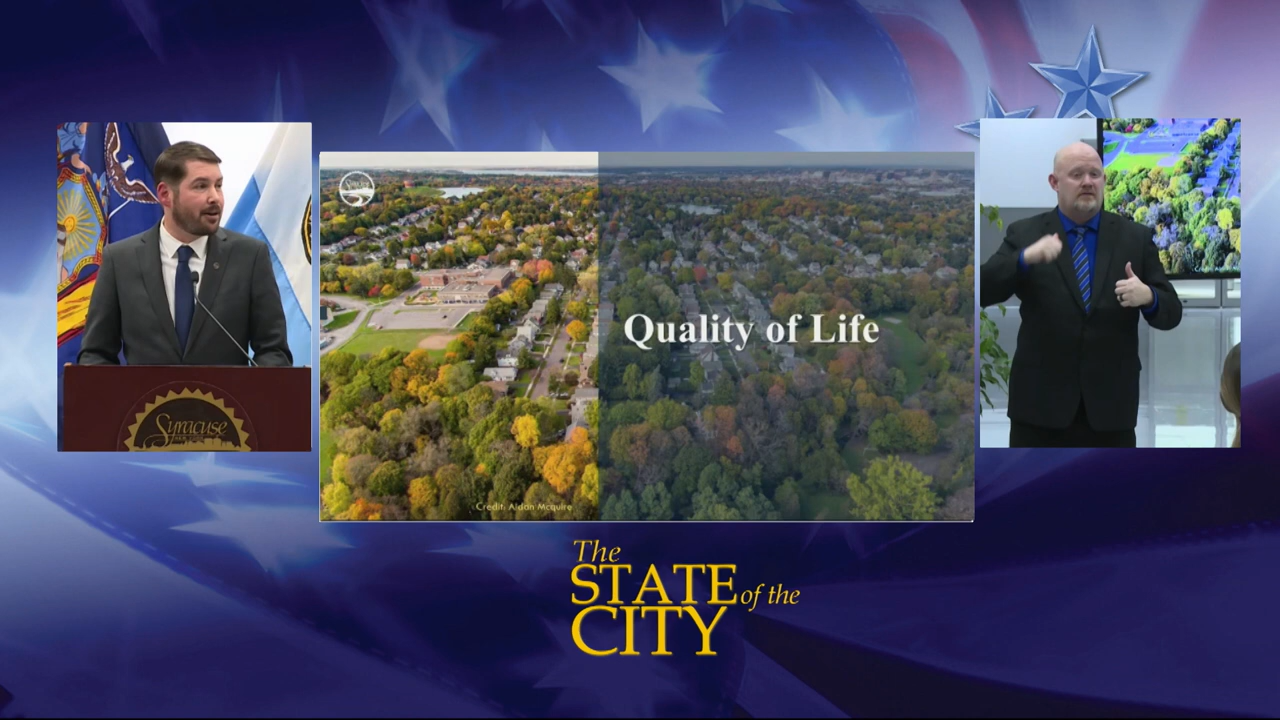 Syracuse
Quality of Life
Credit: Aidan Mcguire
The
STATE
of the
CITY